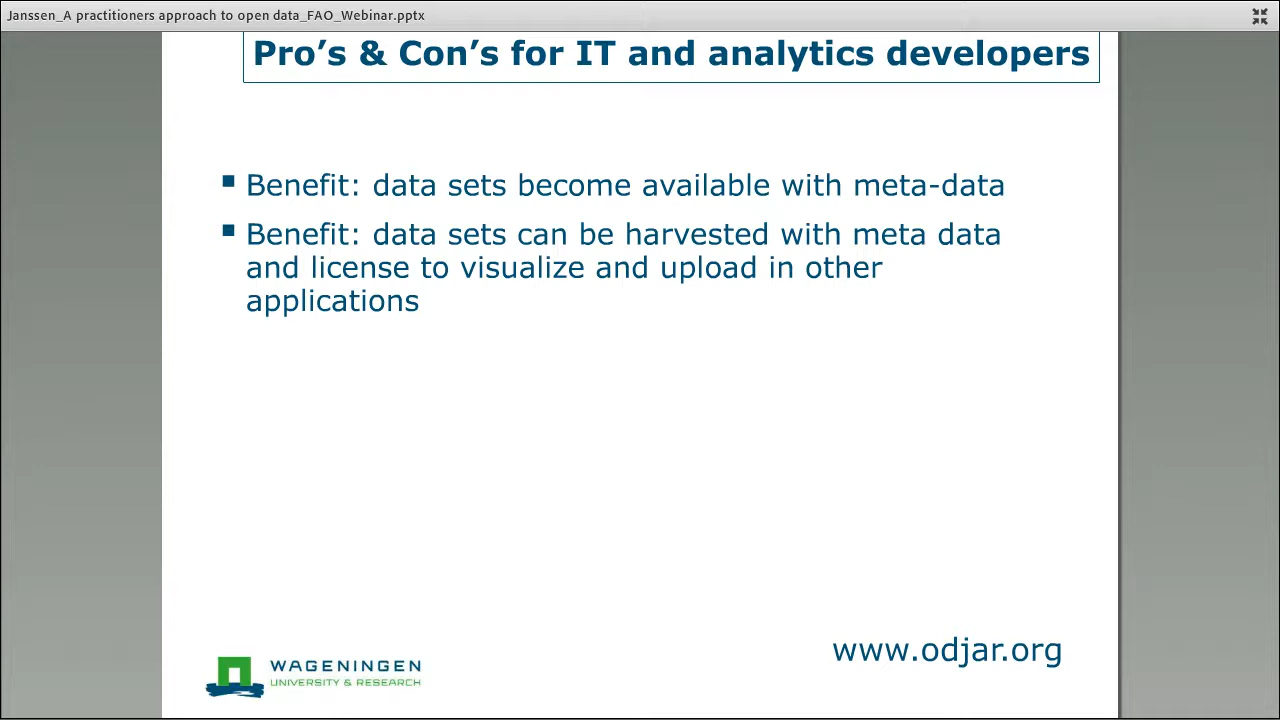 Janssen_A practitioners approach to open data_FAO_Webinar.pptx
Pro’s & Con’s for IT and analytics developers
Benefit: data sets become available with meta-data
Benefit: data sets can be harvested with meta data
and license to visualize and upload in other
applications
www.odjar.org
WAGENINGEN
UNIVERSITY & RESEARCH